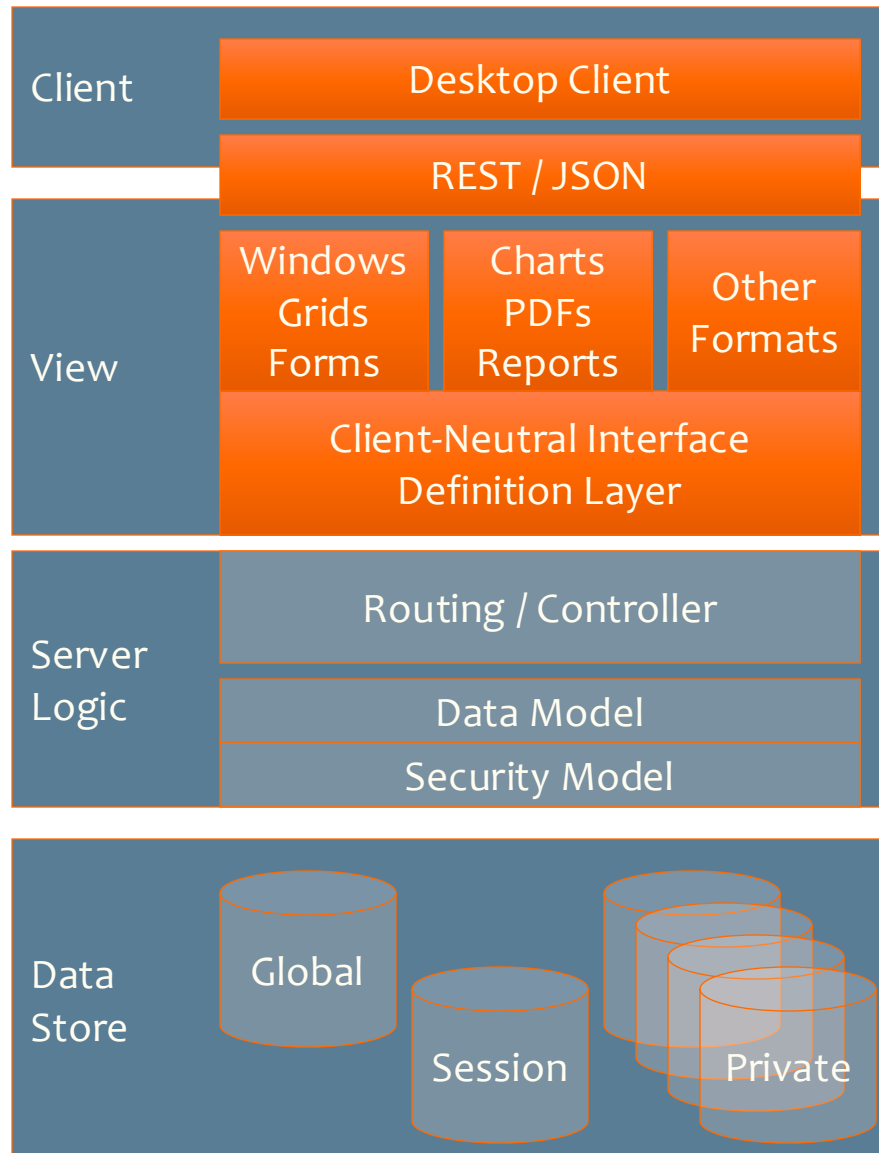 Client
Desktop Client
REST / JSON
View
Windows
Grids
Forms
Charts
PDFs
Reports
Other
Formats
Client-Neutral Interface
Definition Layer
Server
Logic
Routing / Controller
Data Model
Security Model
Data
Store
Global
Session
Private